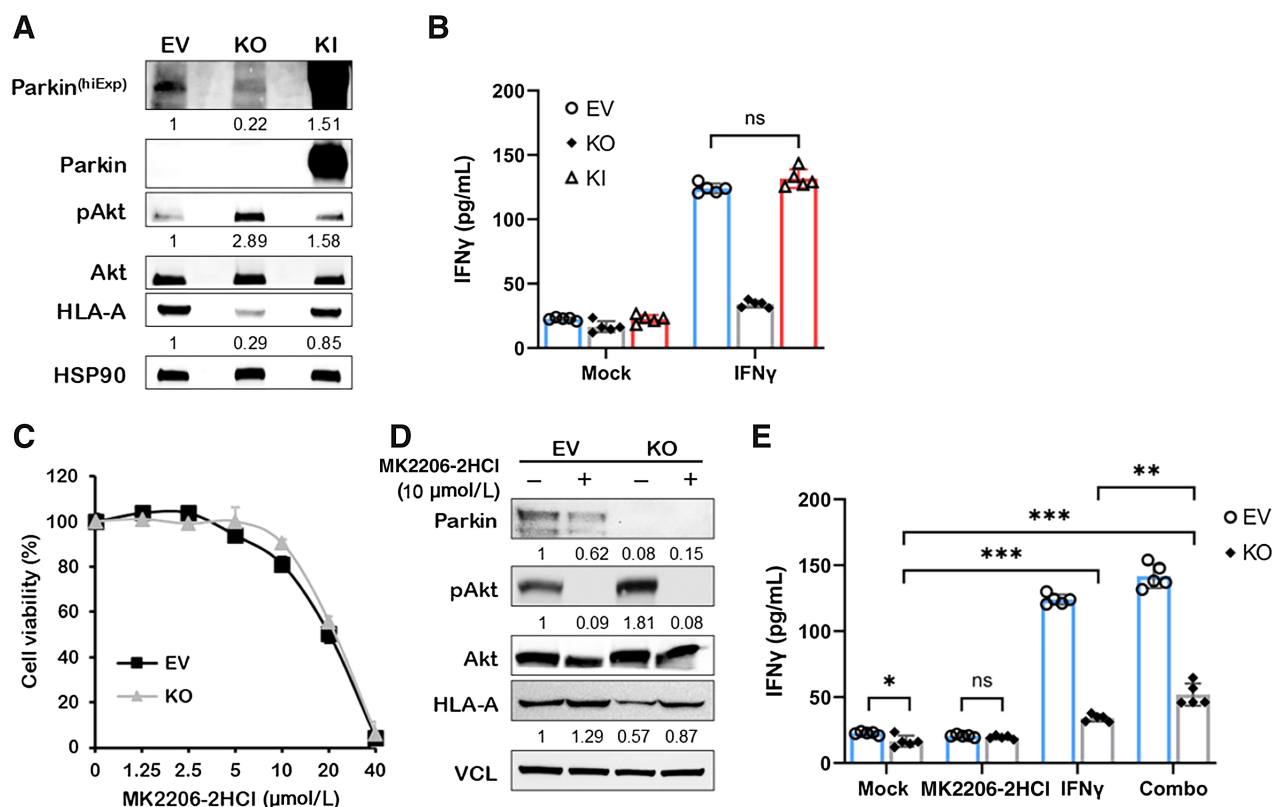 A
EV KO KI
Parkin(hiExp)
1 0.22 1.51
Parkin
pAkt
1 2.89 1.58
Akt
HLA-A
1 0.29 0.85
HSP90
B
IFNγ (pg/mL)
200
150
100
50
0
EV
KO
KI
ns
Mock IFNγ
C
Cell viability (%)
120
100
80
60
40
20
0
EV
KO
0 1.25 2.5 5 10 20 40
MK2206-2HCl (μmol/L)
D
EV KO
MK2206-2HCl
(10 μmol/L)
– + – +
Parkin
1 0.62 0.08 0.15
pAkt
1 0.09 1.81 0.08
Akt
HLA-A
1 1.29 0.57 0.87
VCL
E
IFNγ (pg/mL)
200
150
100
50
0
**
***
***
*
ns
EV
KO
Mock MK2206-2HCl IFNγ Combo